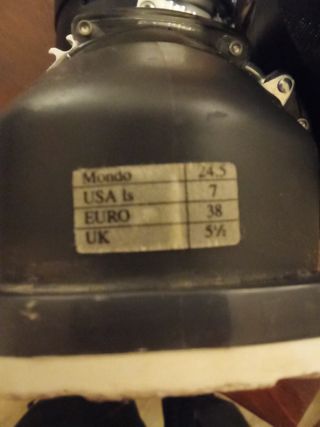 Mondo 24.5
USA ls 7
EURO 38
UK 5½